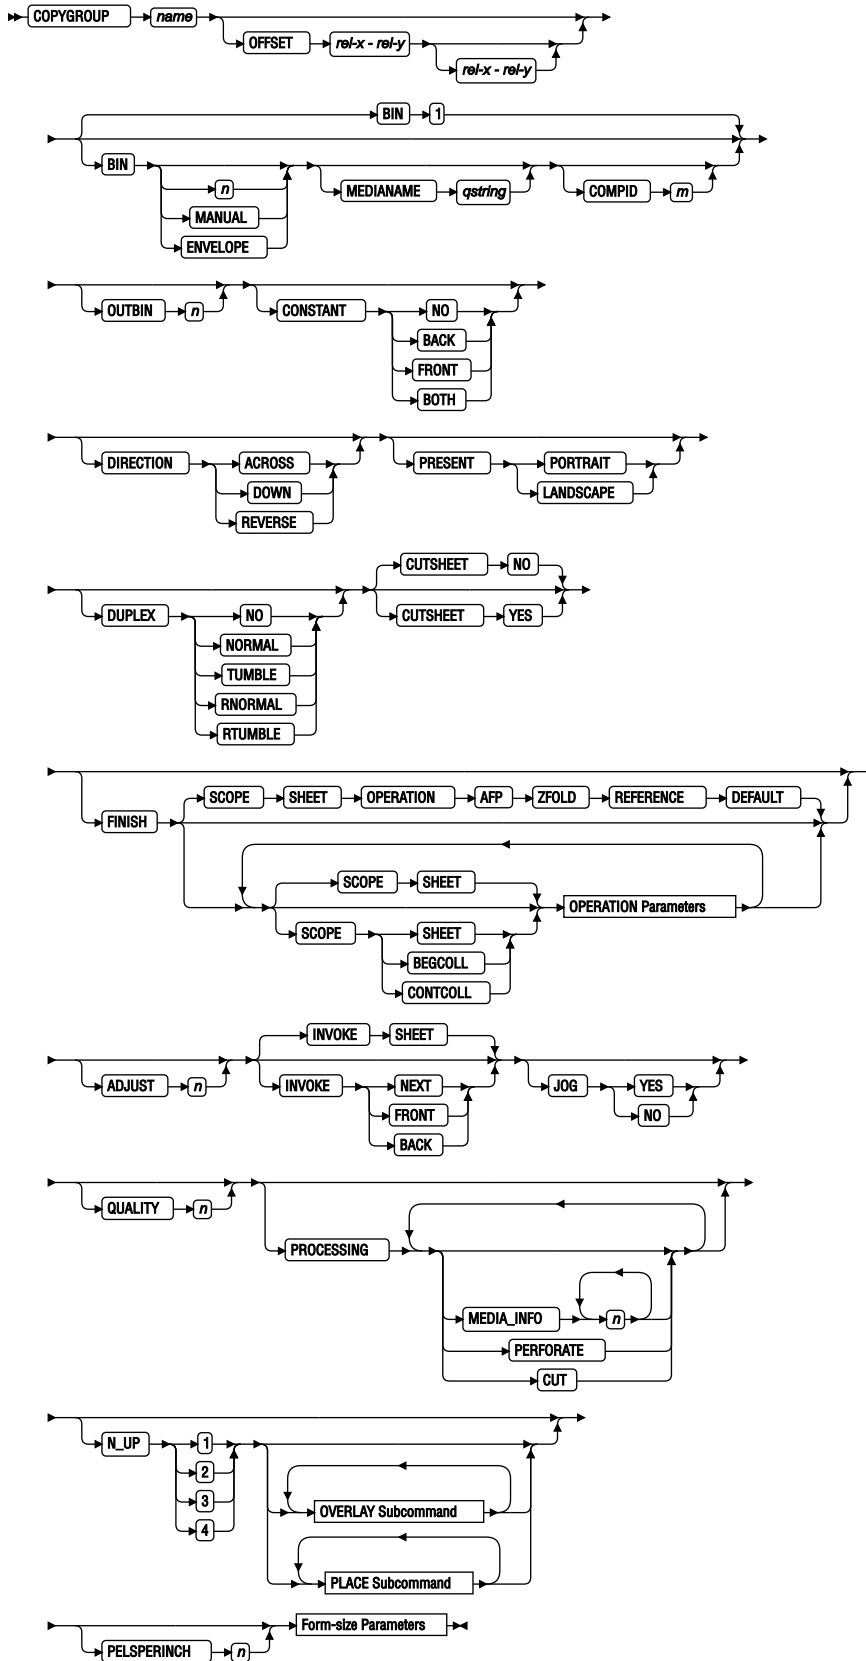 COPYGROUP name
OFFSET rel-x - rel-y
rel-x - rel-y
BIN 1
BIN
n MEDIANAME qstring COMPID m
MANUAL
ENVELOPE
OUTBIN n CONSTANT NO
BACK
FRONT
BOTH
DIRECTION ACROSS PRESENT PORTRAIT
DOWN LANDSCAPE
REVERSE
CUTSHEET NO
DUPLEX NO CUTSHEET YES
NORMAL
TUMBLE
RNORMAL
RTUMBLE
SCOPE SHEET OPERATION AFP ZFOLD REFERENCE DEFAULT
FINISH
SCOPE SHEET
OPERATION Parameters
SCOPE SHEET
BEGCOLL
CONTCOLL
INVOKE SHEET
ADJUST n INVOKE NEXT JOG YES
FRONT NO
BACK
QUALITY n
PROCESSING
MEDIA_INFO n
PERFORATE
CUT
N_UP 1
2
3
4
OVERLAY Subcommand
PLACE Subcommand
Form-size Parameters
PELSPERINCH n